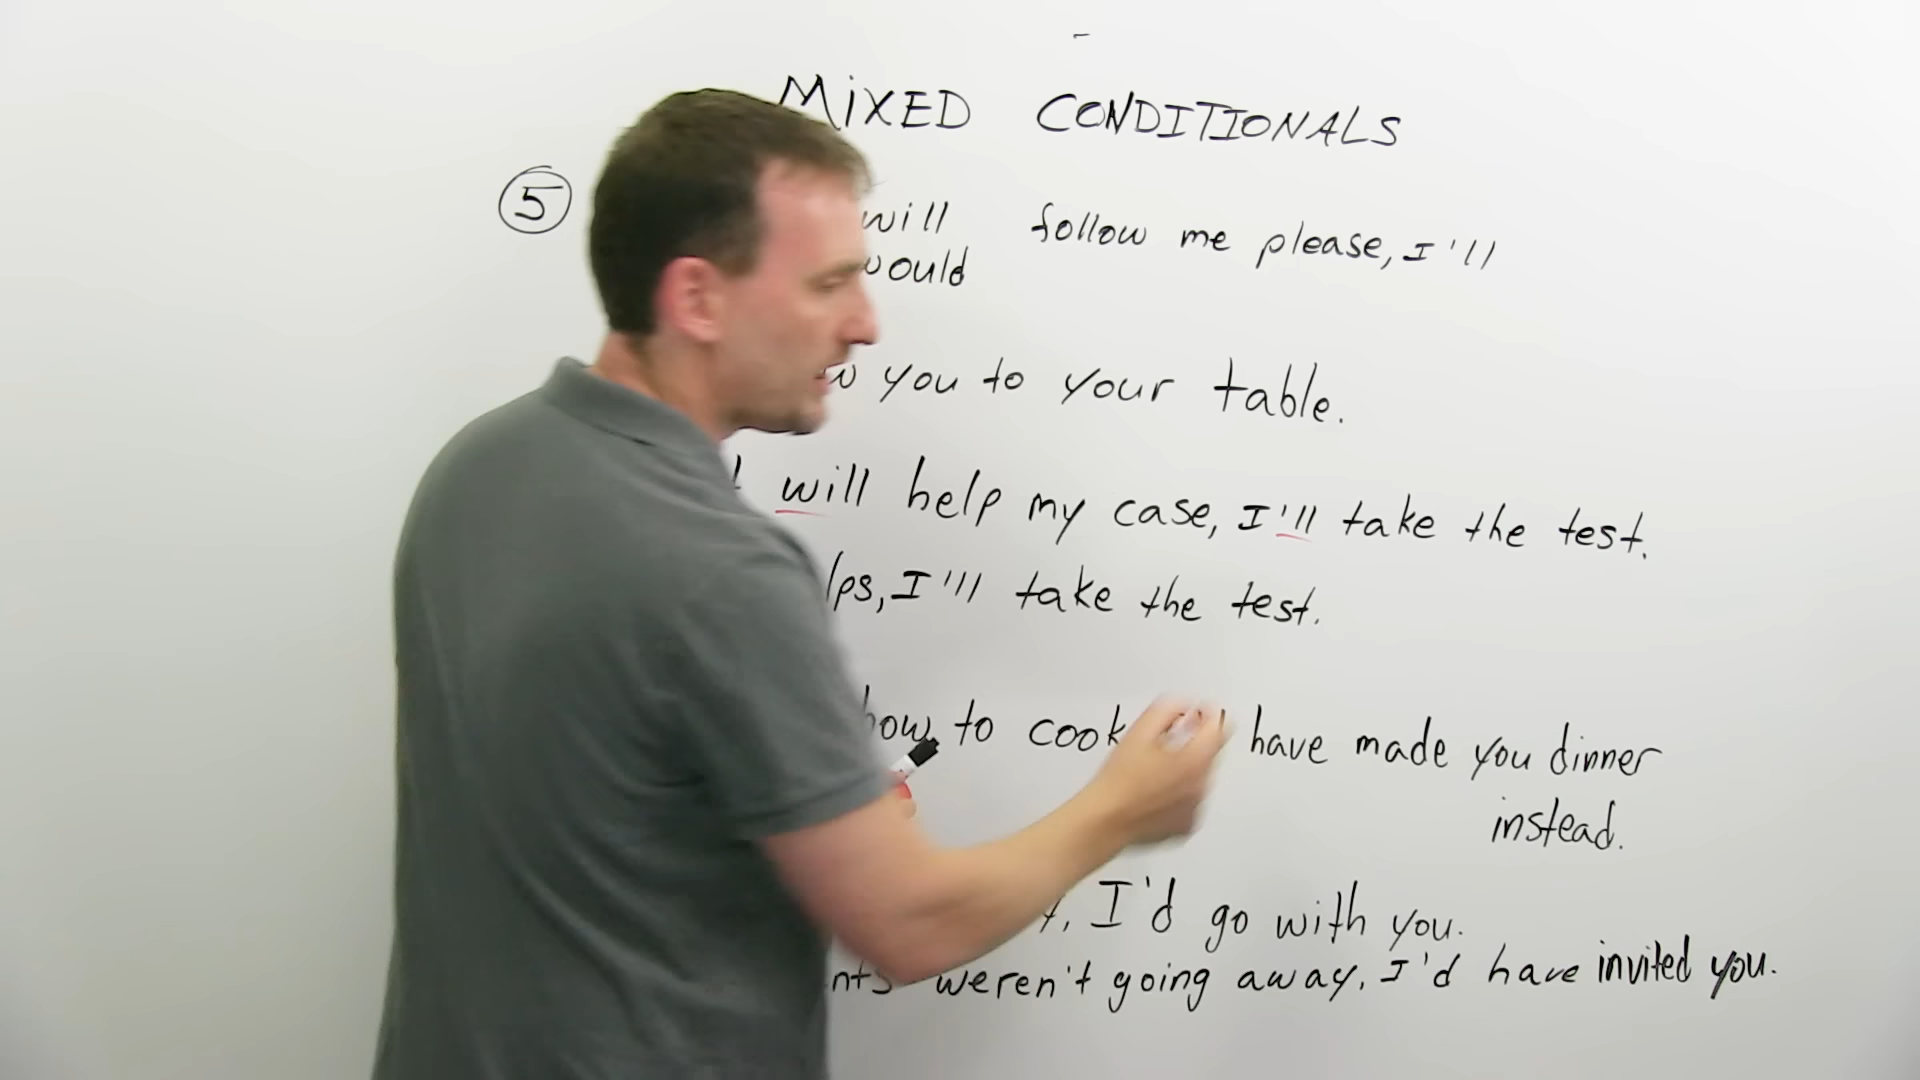 MiXED CONDITIONALS
5
will follow me please, I'll
would
you to your table.
will help my case, I'll take the test.
I'll take the test.
how to cook have made you dinner
instead.
I'd go with you.
weren't going away, I'd have invited you.